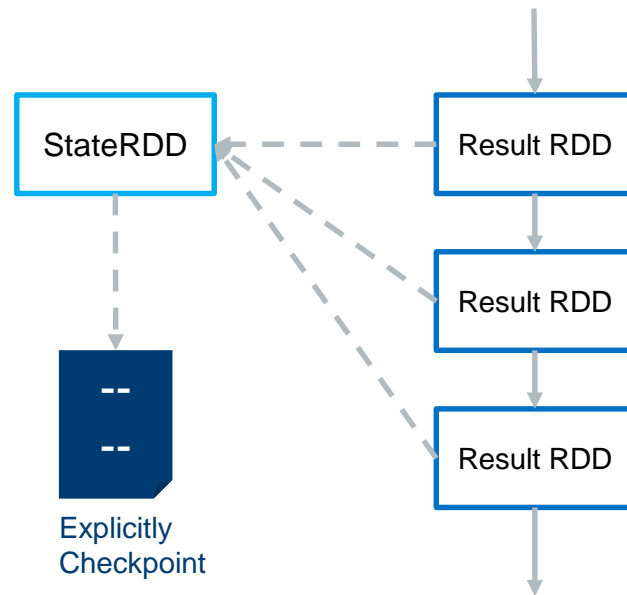 StateRDD
Result RDD
Result RDD
--
--
Result RDD
Explicitly
Checkpoint